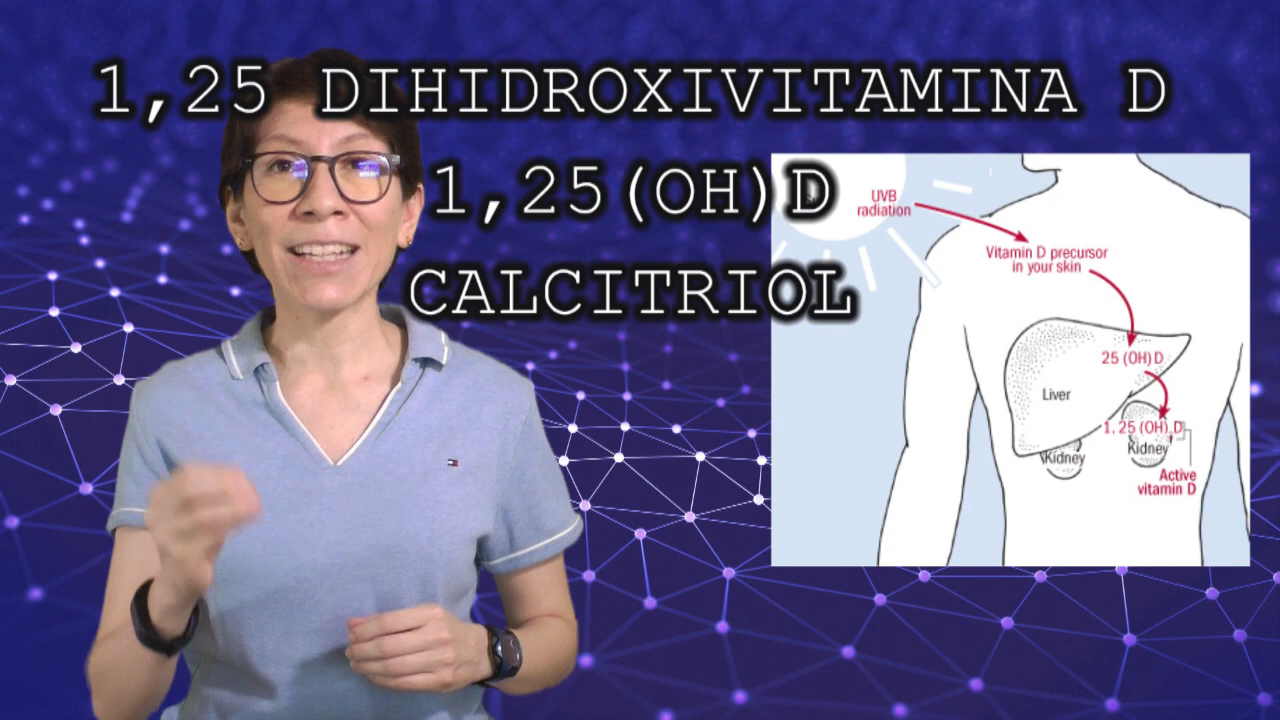 1,25 DIHIDROXIVITAMINA D
1,25(OH)D
CALCITRIOL
UVB
radiation
Vitamin D precursor
in your skin
25 (OH) D
Liver
1, 25 (OH) D
Kidney
Kidney
Active
vitamin D